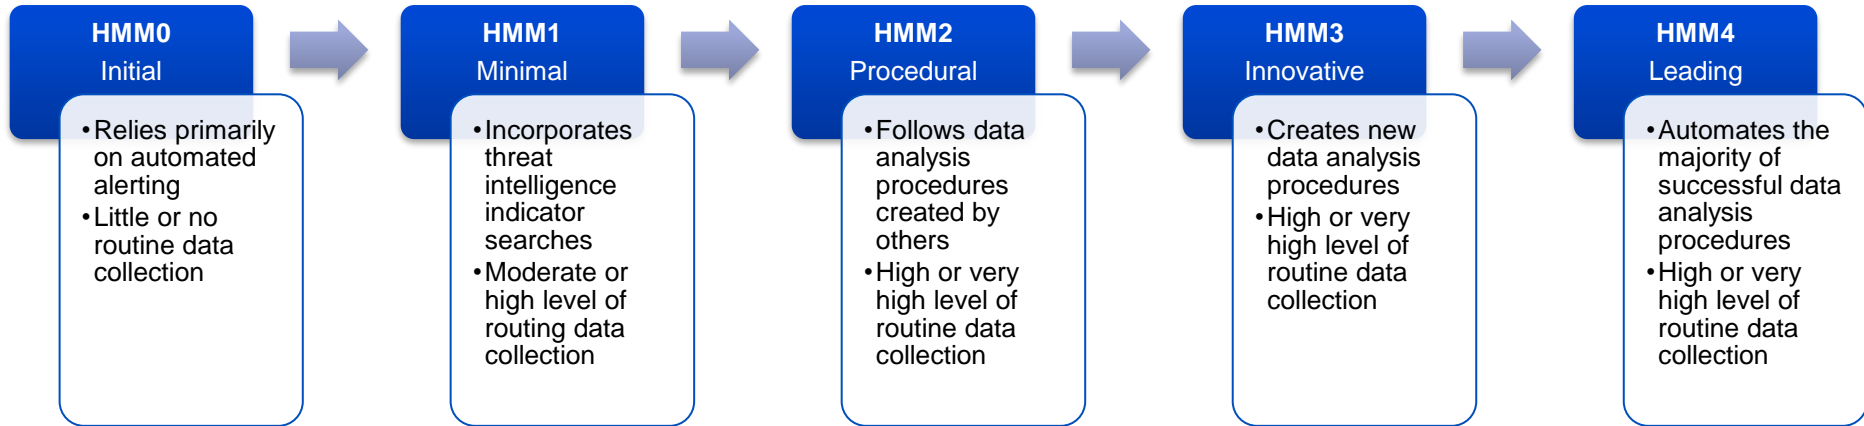 HMM0
Initial
•Relies primarily
on automated
alerting
•Little or no
routine data
collection
HMM1
Minimal
•Incorporates
threat
intelligence
indicator
searches
•Moderate or
high level of
routing data
collection
HMM2
Procedural
•Follows data
analysis
procedures
created by
others
•High or very
high level of
routine data
collection
HMM3
Innovative
•Creates new
data analysis
procedures
•High or very
high level of
routine data
collection
HMM4
Leading
•Automates the
majority of
successful data
analysis
procedures
•High or very
high level of
routine data
collection